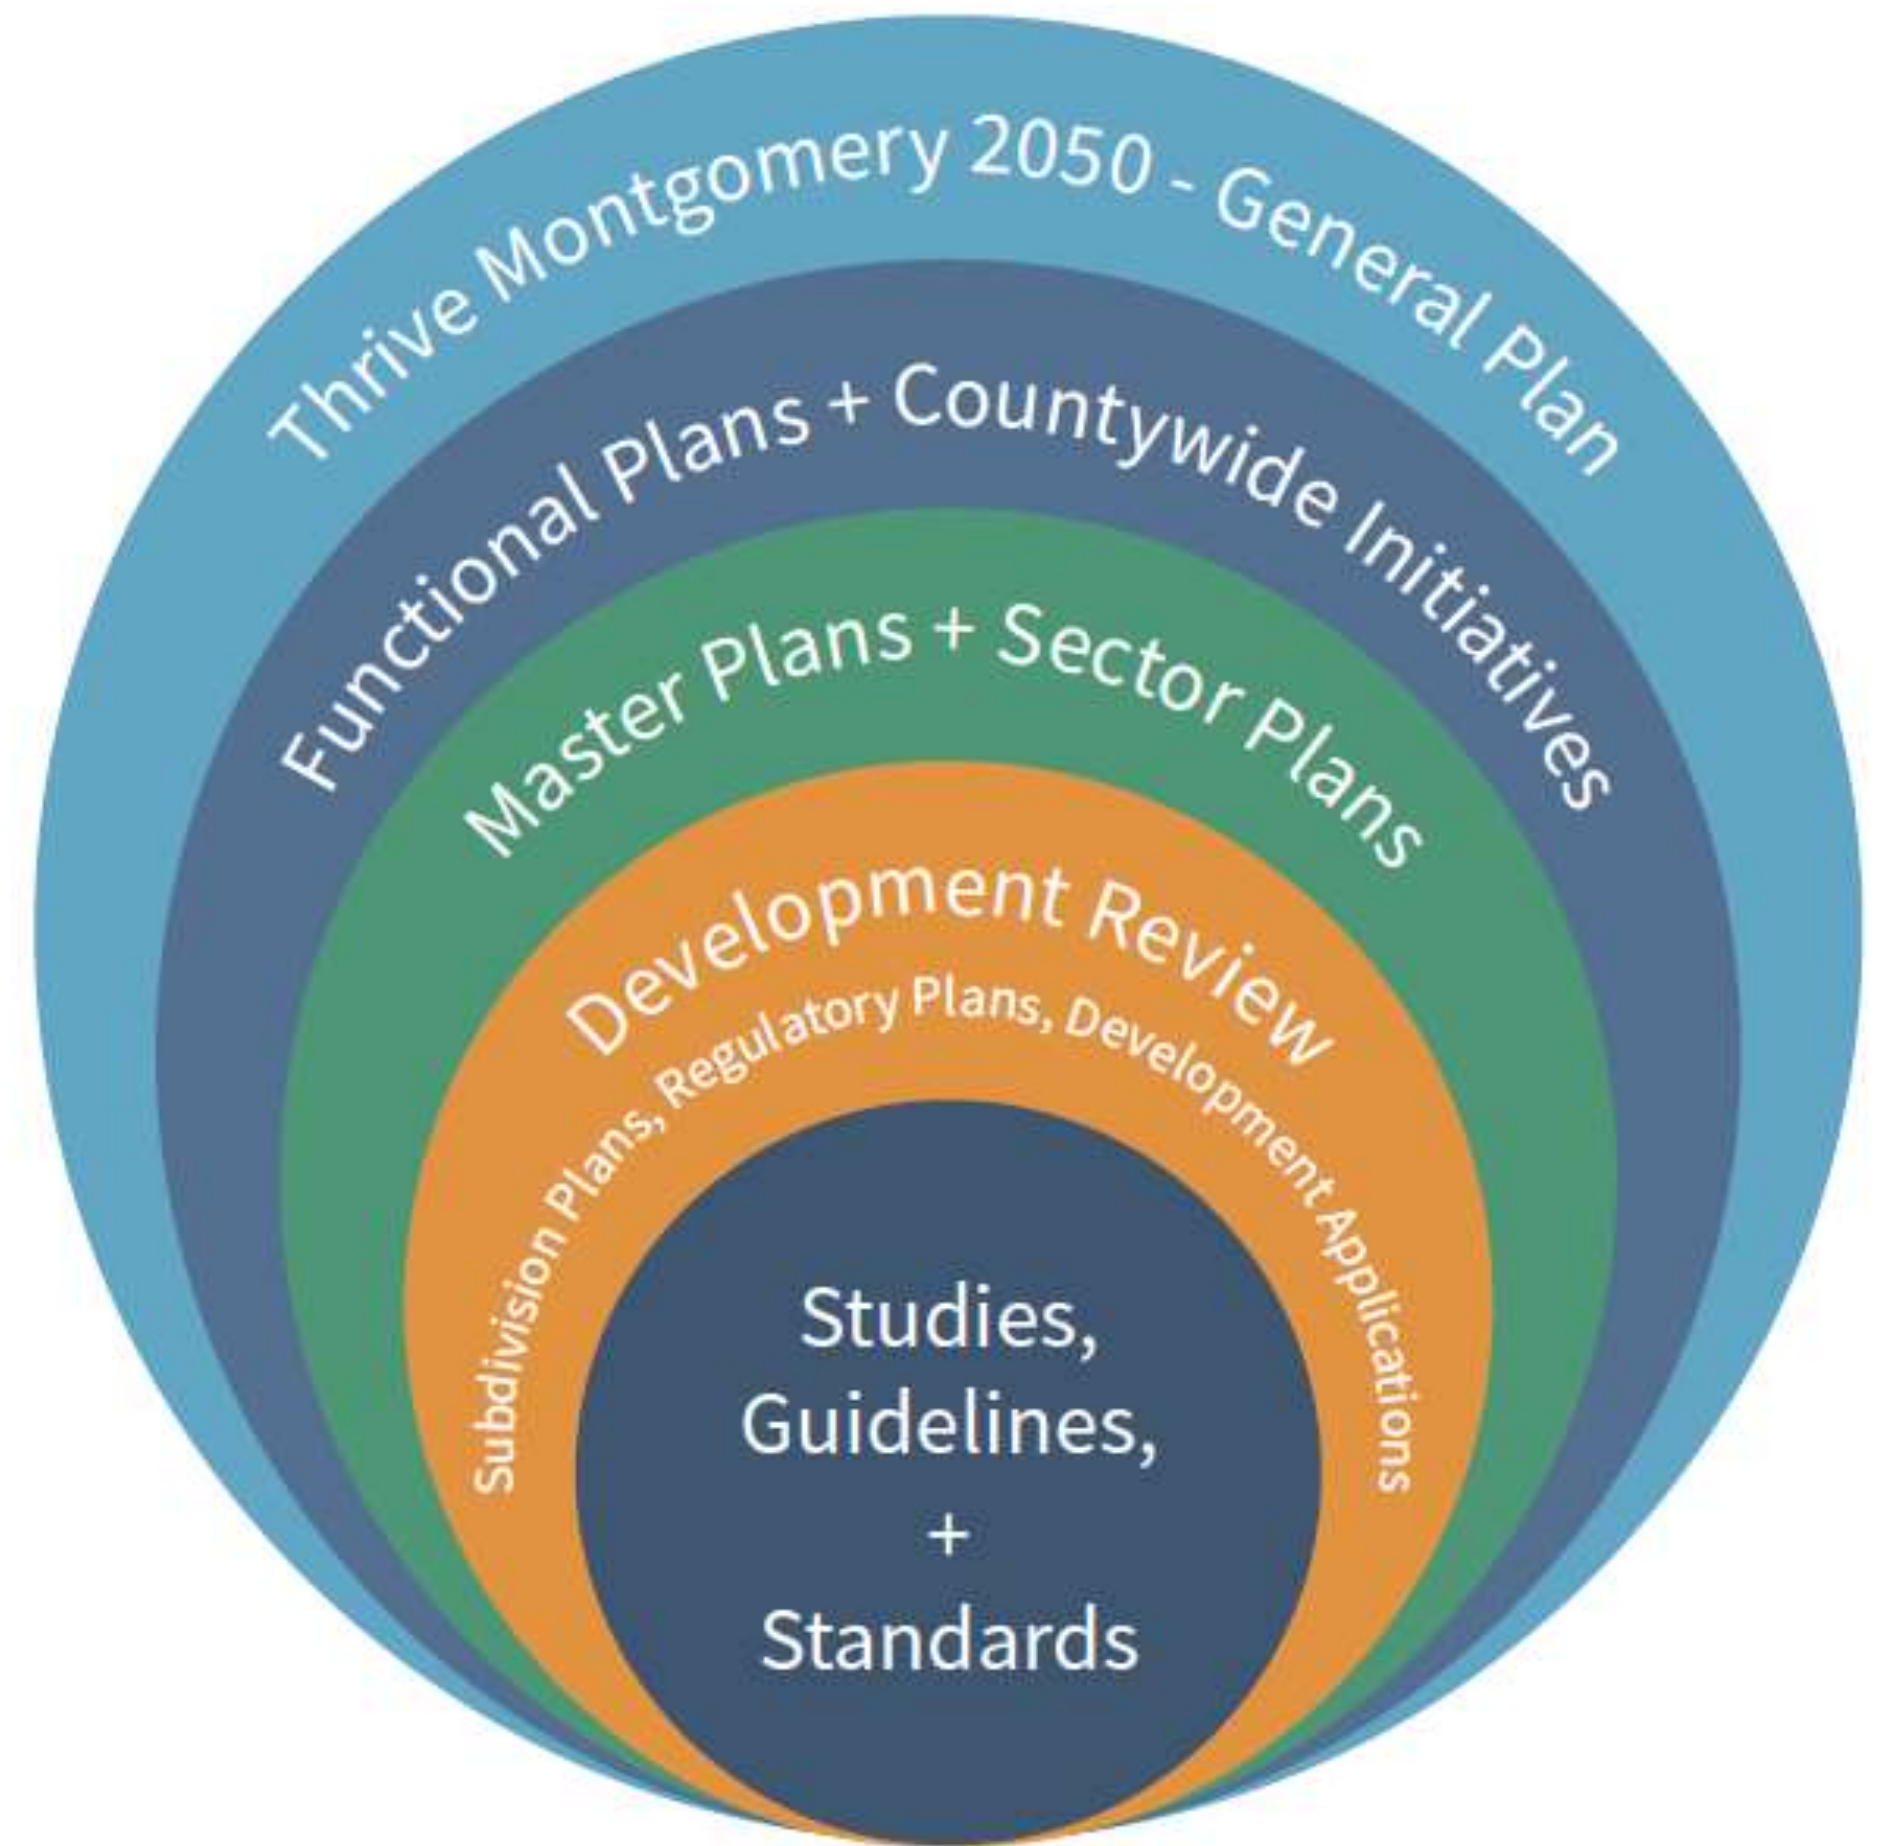 Thrive Montgomery 2050 - General Plan
Functional Plans + Countywide Initiatives
Master Plans + Sector Plans
Development Review
Subdivision Plans, Regulatory Plans, Development Applications
Studies,
Guidelines,
+
Standards